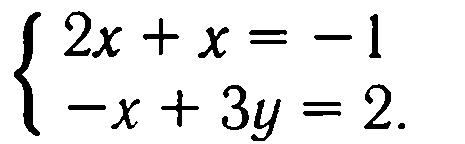 2x + x = −1
−x + 3y = 2.